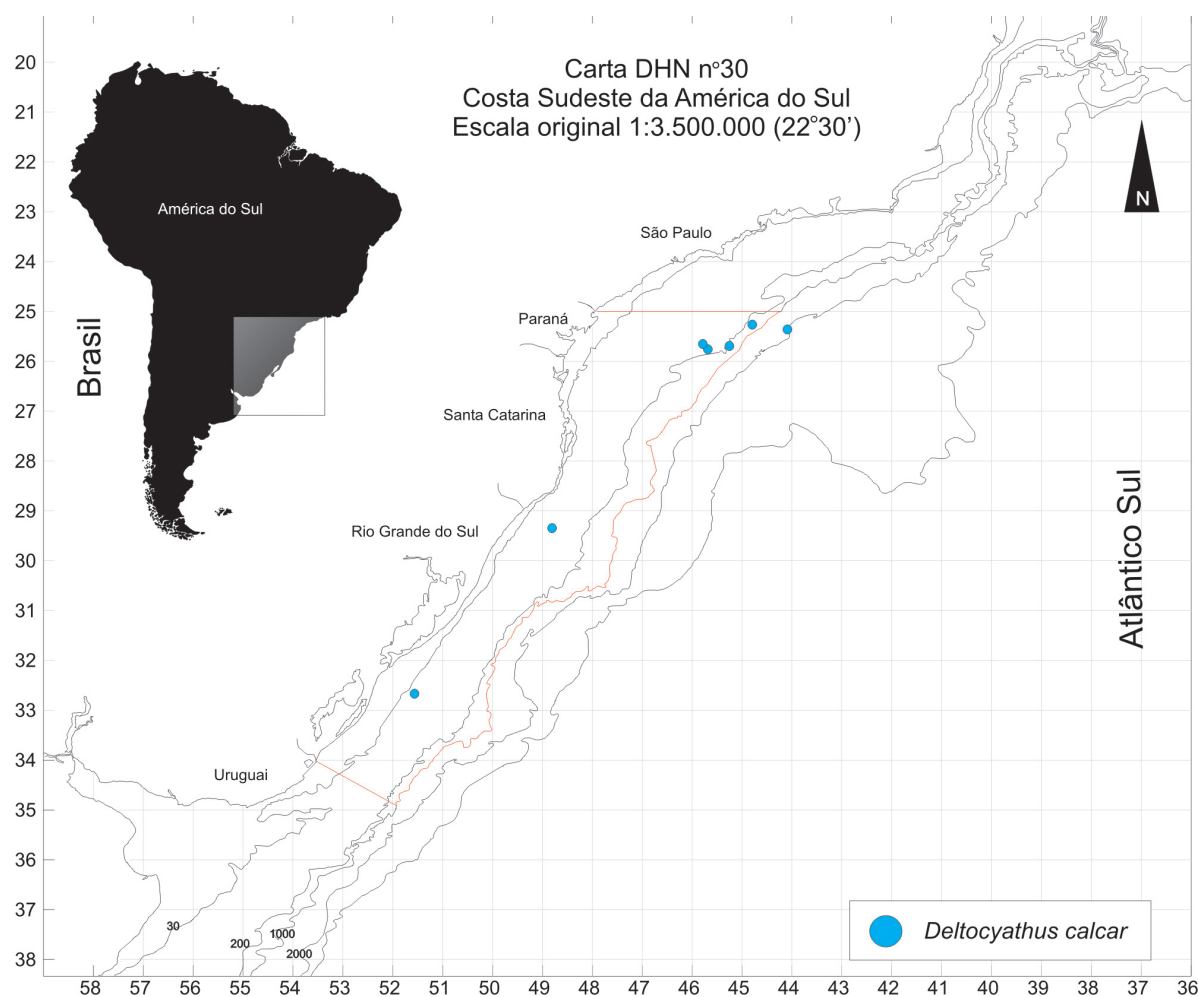 Carta DHN nº30
Costa Sudeste da América do Sul
Escala original 1:3.500.000 (22°30’)
América do Sul
N
Brasil
São Paulo
Paraná
Santa Catarina
Rio Grande do Sul
Uruguai
Atlântico Sul
20
21
22
23
24
25
26
27
28
29
30
31
32
33
34
35
36
37
38
30
200
1000
2000
Deltocyathus calcar
58 57 56 55 54 53 52 51 50 49 48 47 46 45 44 43 42 41 40 39 38 37 36